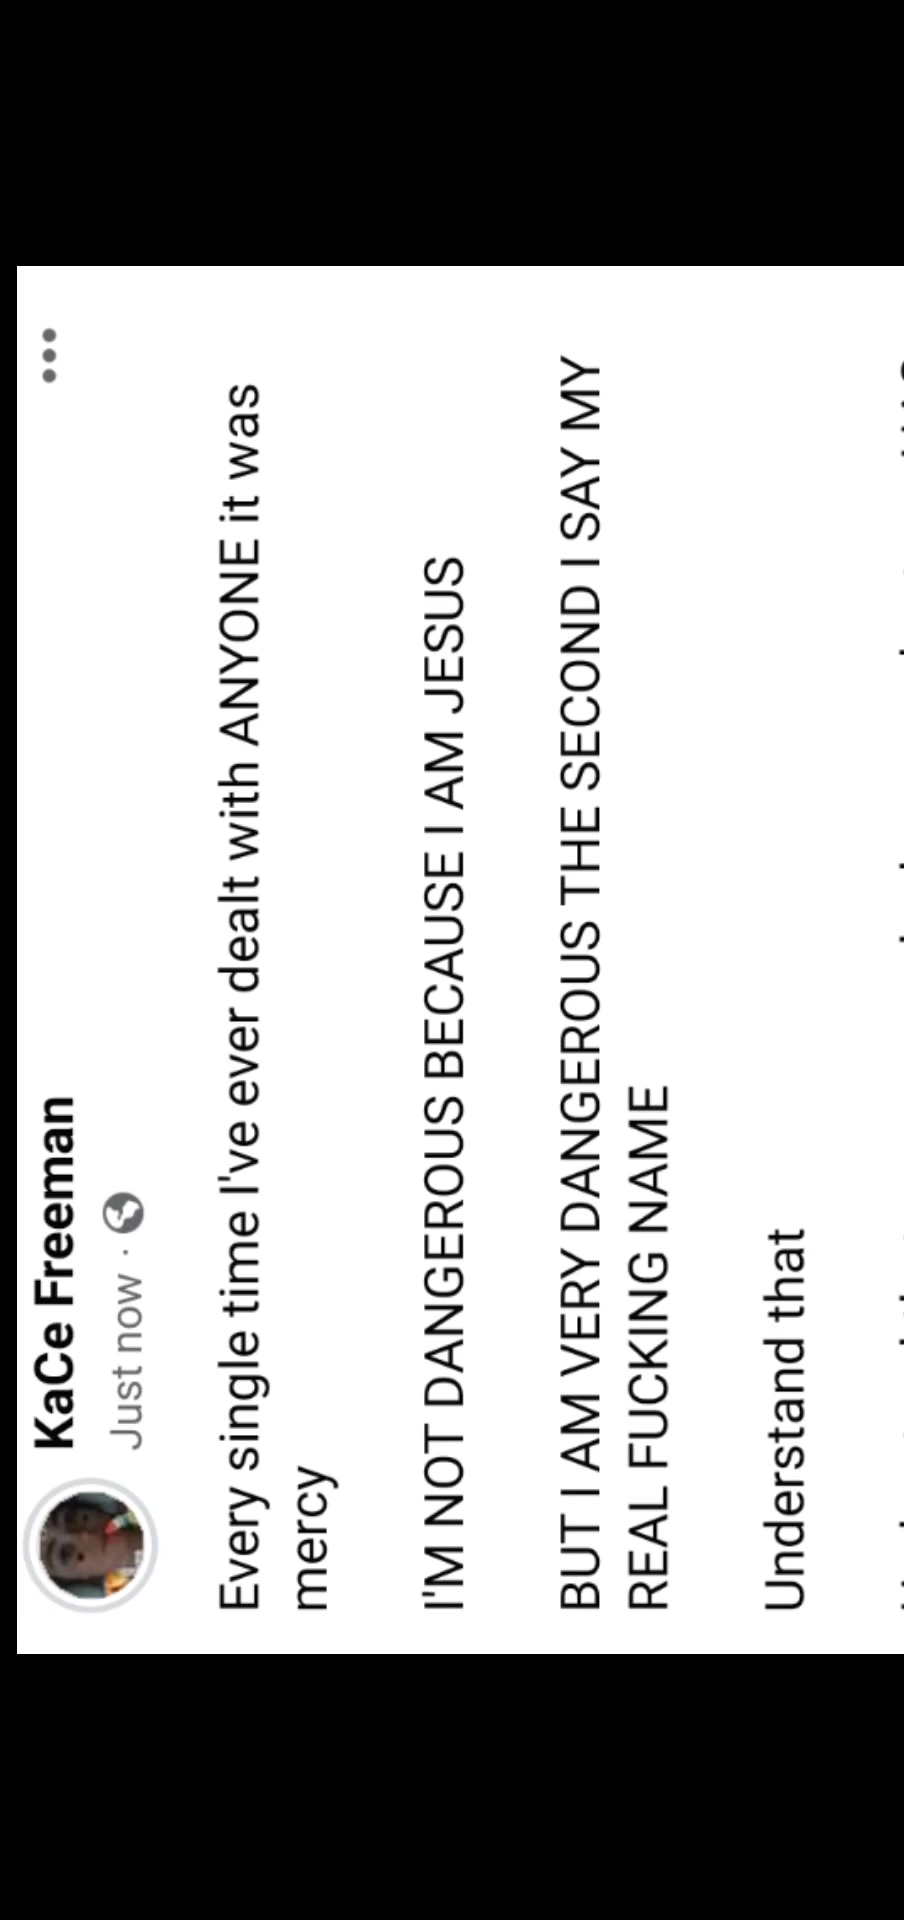 KaCe Freeman
Just now ·
Every single time I've ever dealt with ANYONE it was
mercy
I'M NOT DANGEROUS BECAUSE I AM JESUS
BUT I AM VERY DANGEROUS THE SECOND I SAY MY
REAL FUCKING NAME
Understand that